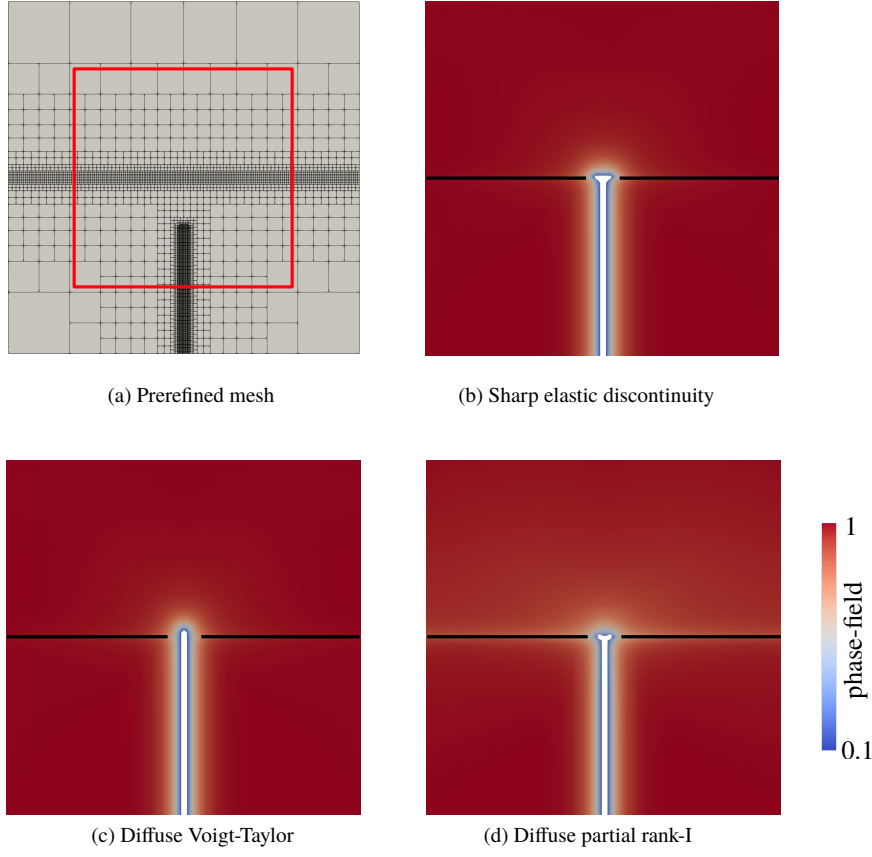 (a) Prerefined mesh
(b) Sharp elastic discontinuity
1
phase-field
0.1
(c) Diffuse Voigt-Taylor
(d) Diffuse partial rank-I